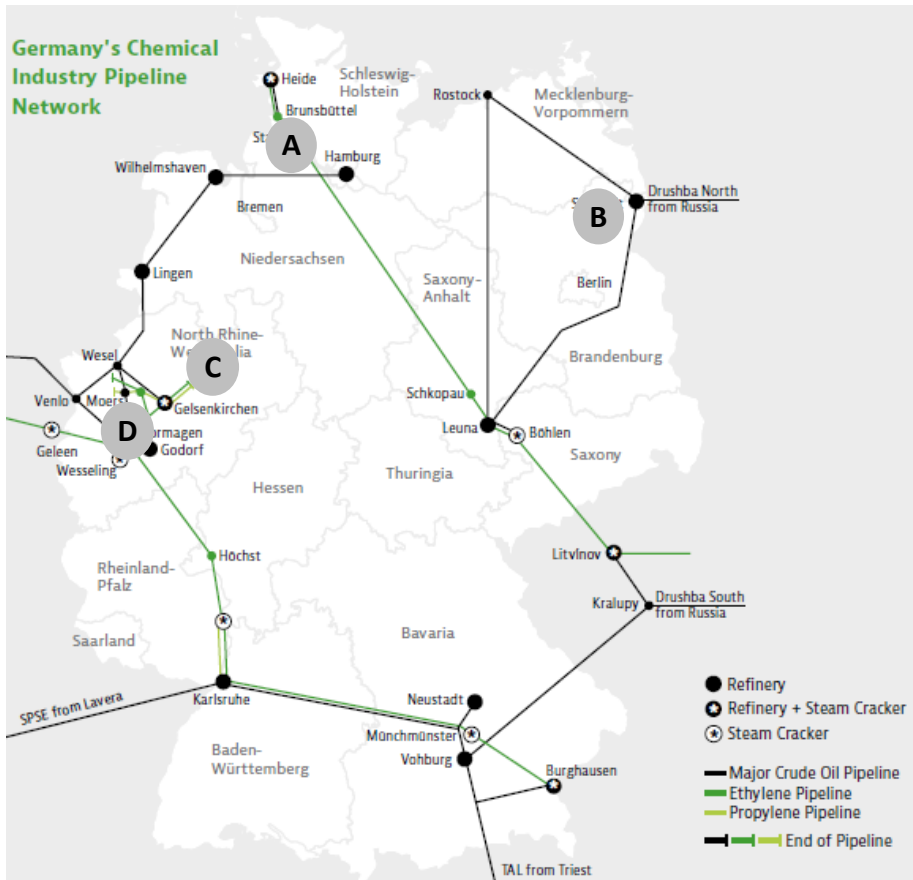 Germany's Chemical
Industry Pipeline
Network
Heide
Schleswig-
Holstein
Brunsbüttel
A
Hamburg
Wilhelmshaven
Bremen
Niedersachsen
Lingen
Rostock
Mecklenburg-
Vorpommern
B
Drushba North
from Russia
Berlin
Saxony-
Anhalt
Brandenburg
North Rhine-
C
Wesel
Venlo
Gelsenkirchen
D
Godorf
Geleen
Wesseling
Schkopau
Leuna
Böhlen
Saxony
Thuringia
Hessen
Höchst
Rheinland-
Pfalz
Saarland
Litvínov
Kralupy
Drushba South
from Russia
Bavaria
Karlsruhe
SPSE from Lavera
Neustadt
Münchmünster
Vohburg
Burghausen
Baden-
Württemberg
TAL from Triest
Refinery
Refinery + Steam Cracker
Steam Cracker
Major Crude Oil Pipeline
Ethylene Pipeline
Propylene Pipeline
End of Pipeline